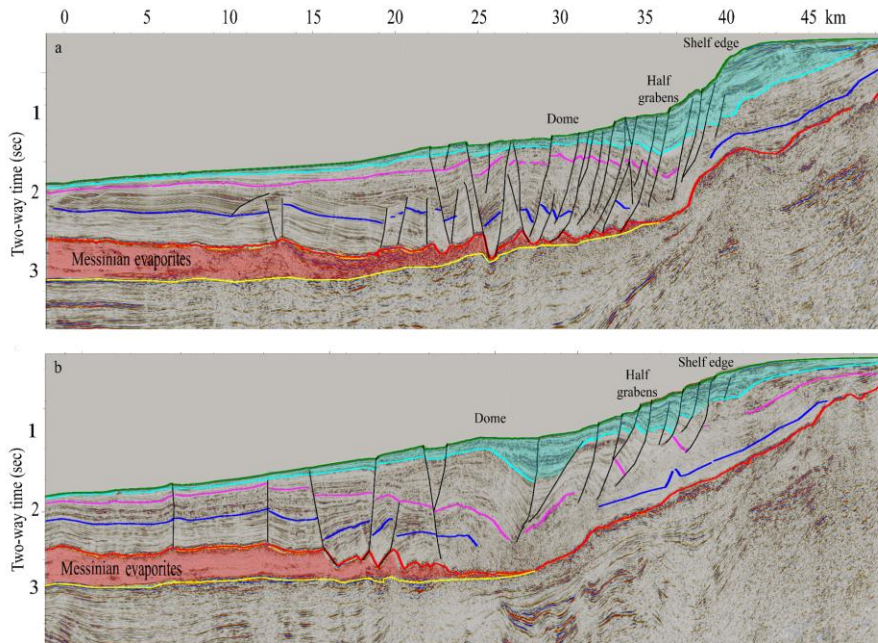 0 5 10 15 20 25 30 35 40 45 km
a
Shelf edge
Half
grabens
Dome
1
2
3
Two-way time (sec)
Messinian evaporites
b
Shelf edge
Half
grabens
Dome
1
2
3
Two-way time (sec)
Messinian evaporites